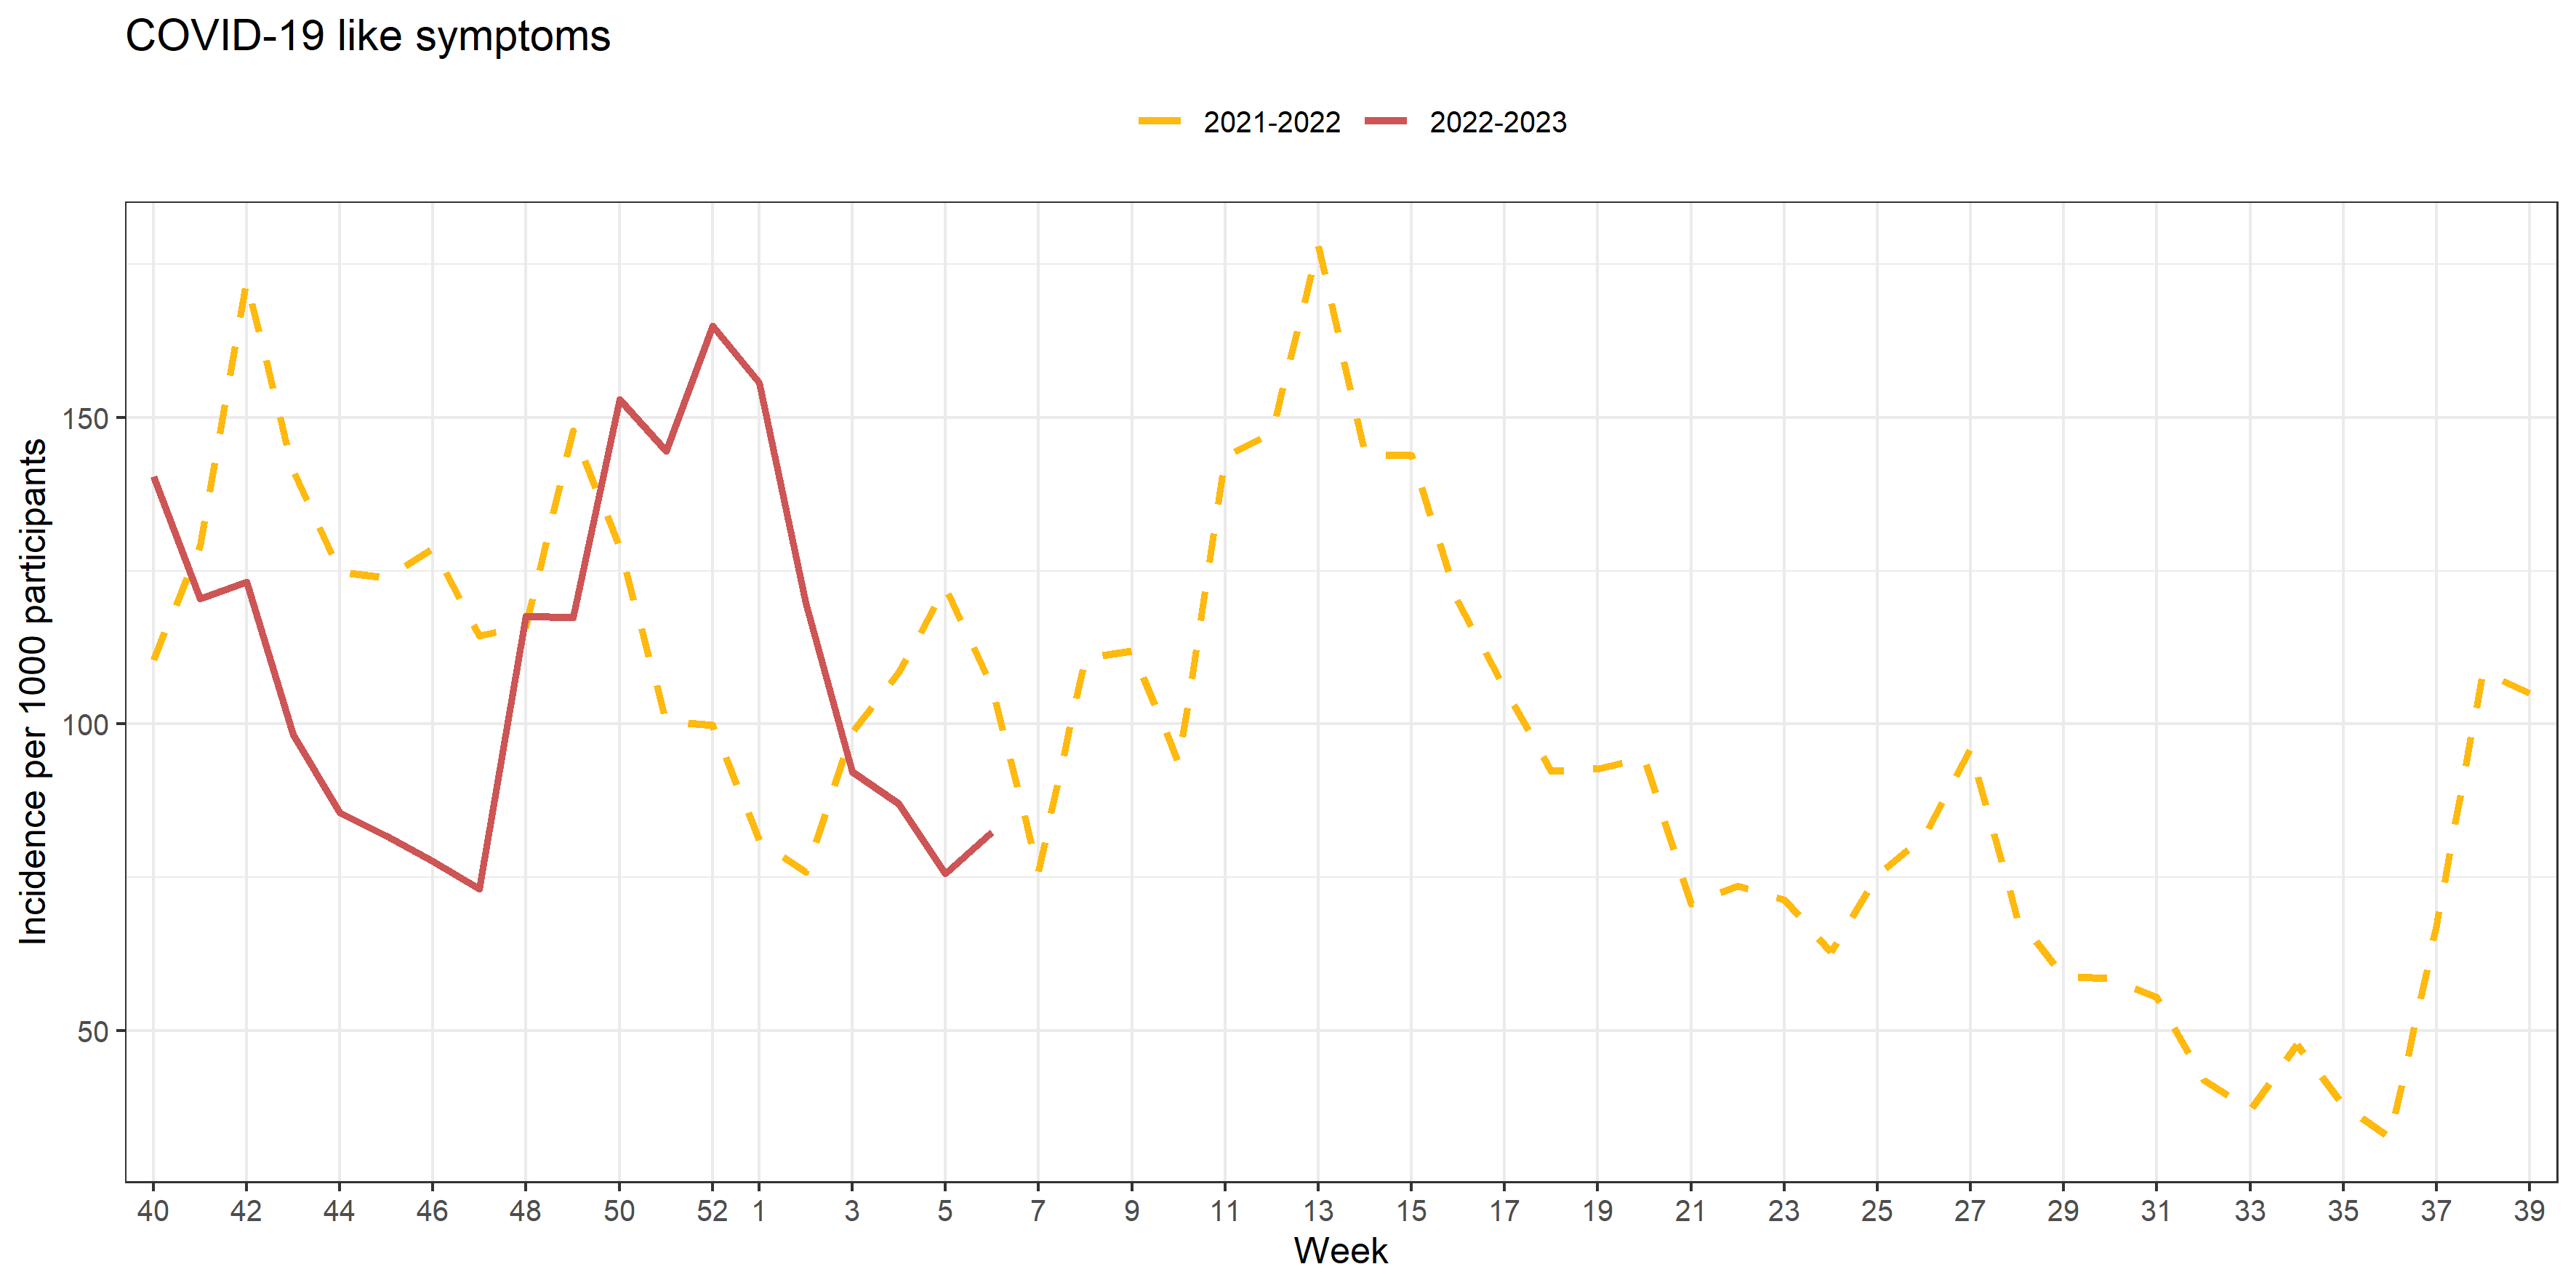 COVID-19 like symptoms
2021-2022 2022-2023
Incidence per 1000 participants
150
100
50
40 42 44 46 48 50 52 1 3 5 7 9 11 13 15 17 19 21 23 25 27 29 31 33 35 37 39
Week